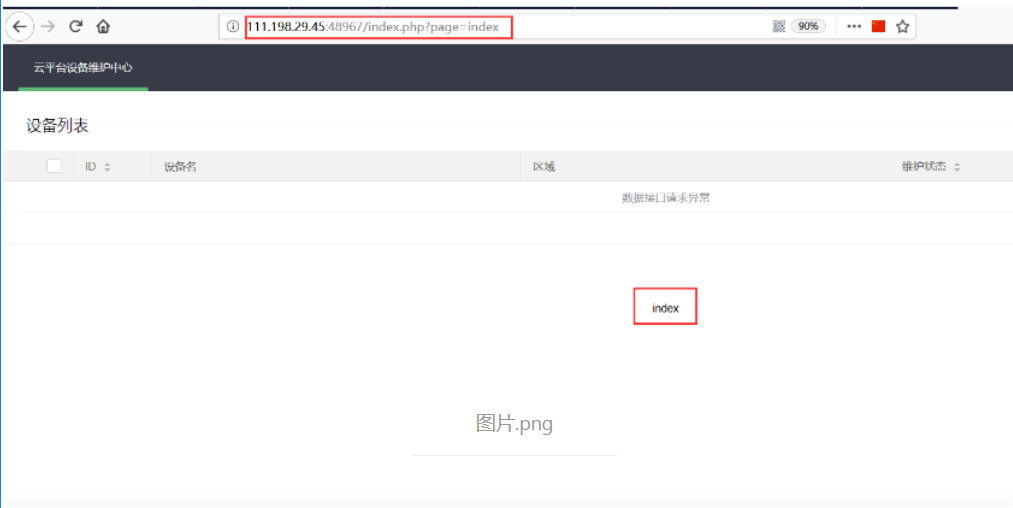 111.198.29.45:48967/index.php?page=index
90%
云平台设备维护中心
设备列表
ID 设备名 区域 维护状态
数据接口请求异常
index
图片.png